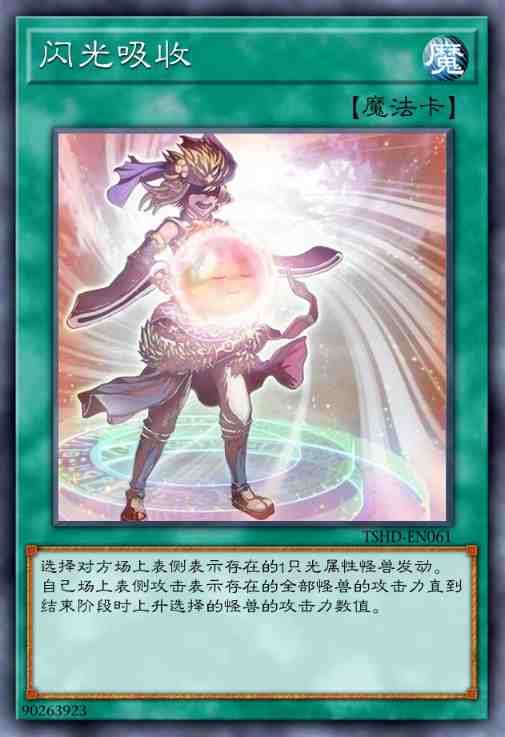 闪光吸收
魔
【魔法卡】
TSHD-EN061
选择对方场上表侧表示存在的1只光属性怪兽发动。
自己场上表侧攻击表示存在的全部怪兽的攻击力直到
结束阶段时上升选择的怪兽的攻击力数值。
90263923